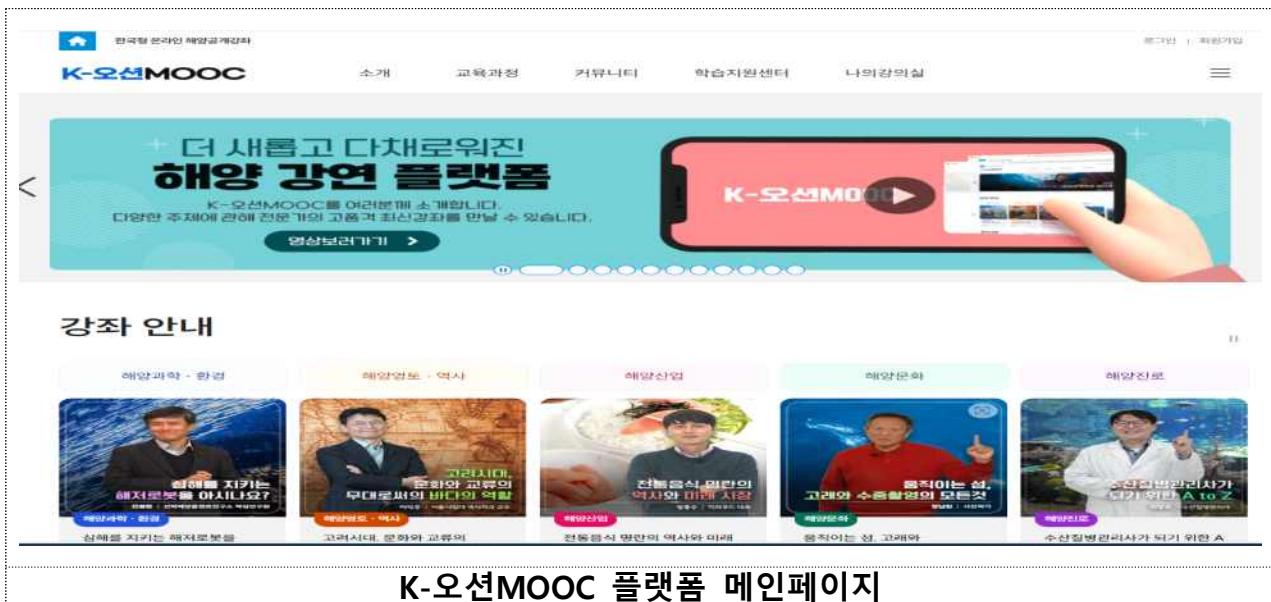 한국형 온라인 해양공개강좌
로그인 | 회원가입
K-오션MOOC 소개 교육과정 커뮤니티 학습지원센터 나의강의실
더 새롭고 다채로워진
해양 강연 플랫폼
K-오션MOOC를 여러분께 소개합니다.
다양한 주제에 관해 전문가의 고품격 최신강좌를 만날 수 있습니다.
영상보러가기 >
K-오션MOOC
강좌 안내
해양과학 · 환경 해양영토 · 역사 해양산업 해양문화 해양진로
심해를 지키는
해저로봇을 아시나요?
해양과학 · 환경
심해를 지키는 해저로봇을
고려시대,
문화와 교류의
무대로써의 바다의 역할
해양영토 · 역사
고려시대, 문화와 교류의
전통음식 명란의
역사와 미래 시장
해양산업
전통음식 명란의 역사와 미래
움직이는 섬,
고래와 수중촬영의 모든것
해양문화
움직이는 섬, 고래와
수산질병관리사가
되기 위한 A to Z
해양진로
수산질병관리사가 되기 위한 A
K-오션MOOC 플랫폼 메인페이지